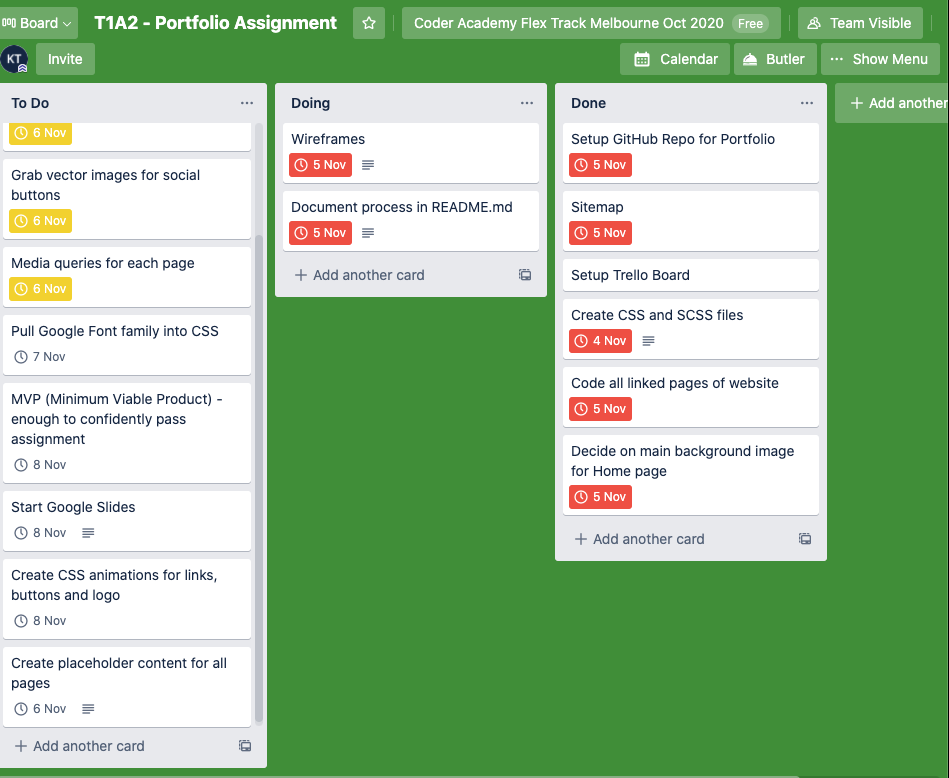 Board
T1A2 - Portfolio Assignment
Coder Academy Flex Track Melbourne Oct 2020 Free
Team Visible
KT
Invite
Calendar
Butler
... Show Menu
To Do
6 Nov
Grab vector images for social
buttons
6 Nov
Media queries for each page
6 Nov
Pull Google Font family into CSS
7 Nov
MVP (Minimum Viable Product) -
enough to confidently pass
assignment
8 Nov
Start Google Slides
8 Nov
Create CSS animations for links,
buttons and logo
8 Nov
Create placeholder content for all
pages
6 Nov
+ Add another card
Doing
Wireframes
5 Nov
Document process in README.md
5 Nov
+ Add another card
Done
Setup GitHub Repo for Portfolio
5 Nov
Sitemap
5 Nov
Setup Trello Board
Create CSS and SCSS files
4 Nov
Code all linked pages of website
5 Nov
Decide on main background image
for Home page
5 Nov
+ Add another card
+ Add another